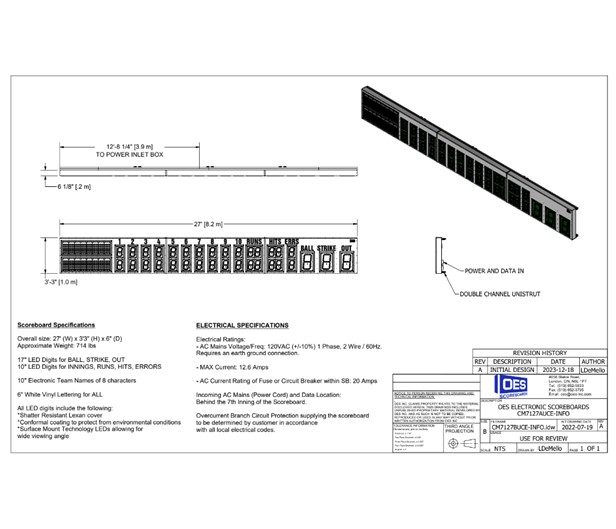 12'-8 1/4" [3.9 m]
TO POWER INLET BOX
6 1/8" [.2 m]
27' [8.2 m]
1 2 3 4 5 6 7 8 9 10 RUNS HITS ERRS
BALL STRIKE OUT
3'-3" [1.0 m]
POWER AND DATA IN
DOUBLE CHANNEL UNISTRUT
Scoreboard Specifications
Overall size: 27' (W) x 3'3" (H) x 6" (D)
Approximate Weight: 714 lbs
17" LED Digits for BALL, STRIKE, OUT
10" LED Digits for INNINGS, RUNS, HITS, ERRORS
10" Electronic Team Names of 8 characters
6" White Vinyl Lettering for ALL
All LED digits include the following:
*Shatter Resistant Lexan cover
*Conformal coating to protect from environmental conditions
*Surface Mount Technology LEDs allowing for
wide viewing angle
ELECTRICAL SPECIFICATIONS
Electrical Ratings:
- AC Mains Voltage/Freq: 120VAC (+/-10%) 1 Phase, 2 Wire / 60Hz.
Requires an earth ground connection.
- MAX Current: 12.6 Amps
- AC Current Rating of Fuse or Circuit Breaker within SB: 20 Amps
Incoming AC Mains (Power Cord) and Data Location:
Behind the 7th Inning of the Scoreboard.
Overcurrent Branch Circuit Protection supplying the scoreboard
to be determined by customer in accordance
with all local electrical codes.
REVISION HISTORY
REV DESCRIPTION DATE AUTHOR
A INITIAL DESIGN 2023-12-18 LDeMello
OES
SCOREBOARDS
OES ELECTRONIC SCOREBOARDS
CM7127AUCE-INFO
THIRD ANGLE
PROJECTION
B
CM7127BUCE-INFO.idw
2022-07-19
A
USE FOR REVIEW
SCALE NTS
DRAWN BY LDeMello
PAGE 1 OF 1